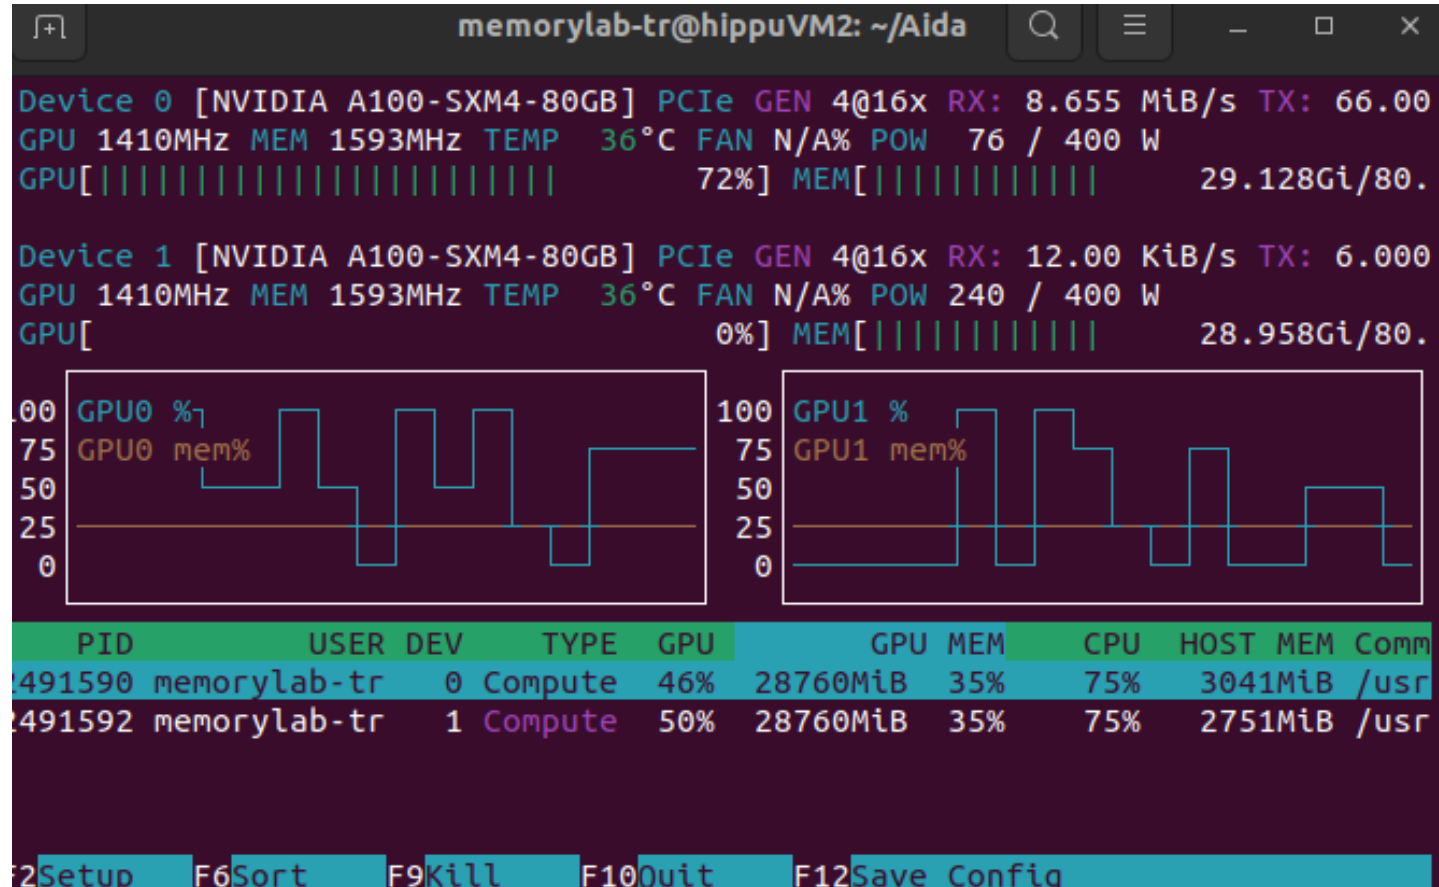 memorylab-tr@hippuVM2: ~/Aida
Device 0 [NVIDIA A100-SXM4-80GB] PCIe GEN 4@16x RX: 8.655 MiB/s TX: 66.00
GPU 1410MHz MEM 1593MHz TEMP 36°C FAN N/A% POW 76 / 400 W
GPU[||||||||||||||||||||||||     72%] MEM[||||||||||||     29.128Gi/80.
Device 1 [NVIDIA A100-SXM4-80GB] PCIe GEN 4@16x RX: 12.00 KiB/s TX: 6.000
GPU 1410MHz MEM 1593MHz TEMP 36°C FAN N/A% POW 240 / 400 W
GPU[     0%] MEM[||||||||||||     28.958Gi/80.
00 GPU0 % 100 GPU1 %
75 GPU0 mem% 75 GPU1 mem%
50 50
25 25
0 0
PID USER DEV TYPE GPU GPU MEM CPU HOST MEM Comm
2491590 memorylab-tr 0 Compute 46% 28760MiB 35% 75% 3041MiB /usr
2491592 memorylab-tr 1 Compute 50% 28760MiB 35% 75% 2751MiB /usr
F2Setup F6Sort F9Kill F10Quit F12Save Config